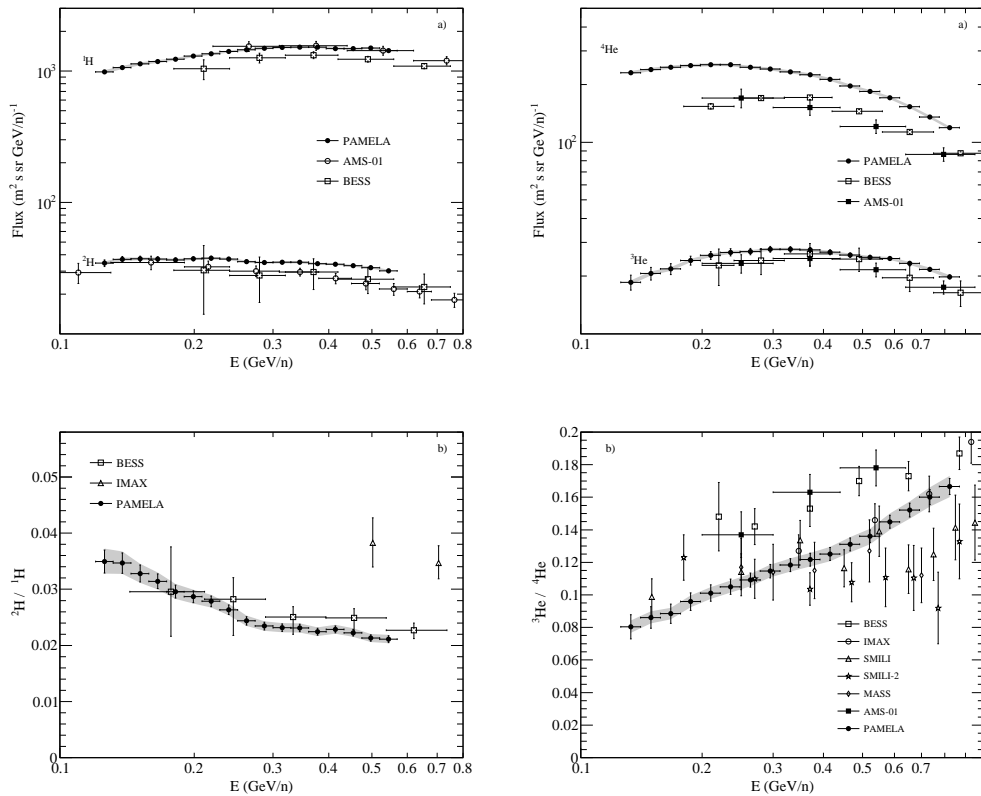 a)
10³
¹H
PAMELA
AMS-01
BESS
10²
²H
Flux (m² s sr GeV/n)⁻¹
0.1 0.2 0.3 0.4 0.5 0.6 0.7 0.8
E (GeV/n)
a)
⁴He
10²
PAMELA
BESS
AMS-01
³He
Flux (m² s sr GeV/n)⁻¹
0.1 0.2 0.3 0.4 0.5 0.6 0.7
E (GeV/n)
b)
BESS
IMAX
PAMELA
0.05
0.04
0.03
0.02
0.01
0
²H / ¹H
0.1 0.2 0.3 0.4 0.5 0.6 0.7 0.8
E (GeV/n)
b)
0.2
0.18
0.16
0.14
0.12
0.1
0.08
0.06
0.04
0.02
0
³He / ⁴He
BESS
IMAX
SMILI
SMILI-2
MASS
AMS-01
PAMELA
0.1 0.2 0.3 0.4 0.5 0.6 0.7
E (GeV/n)